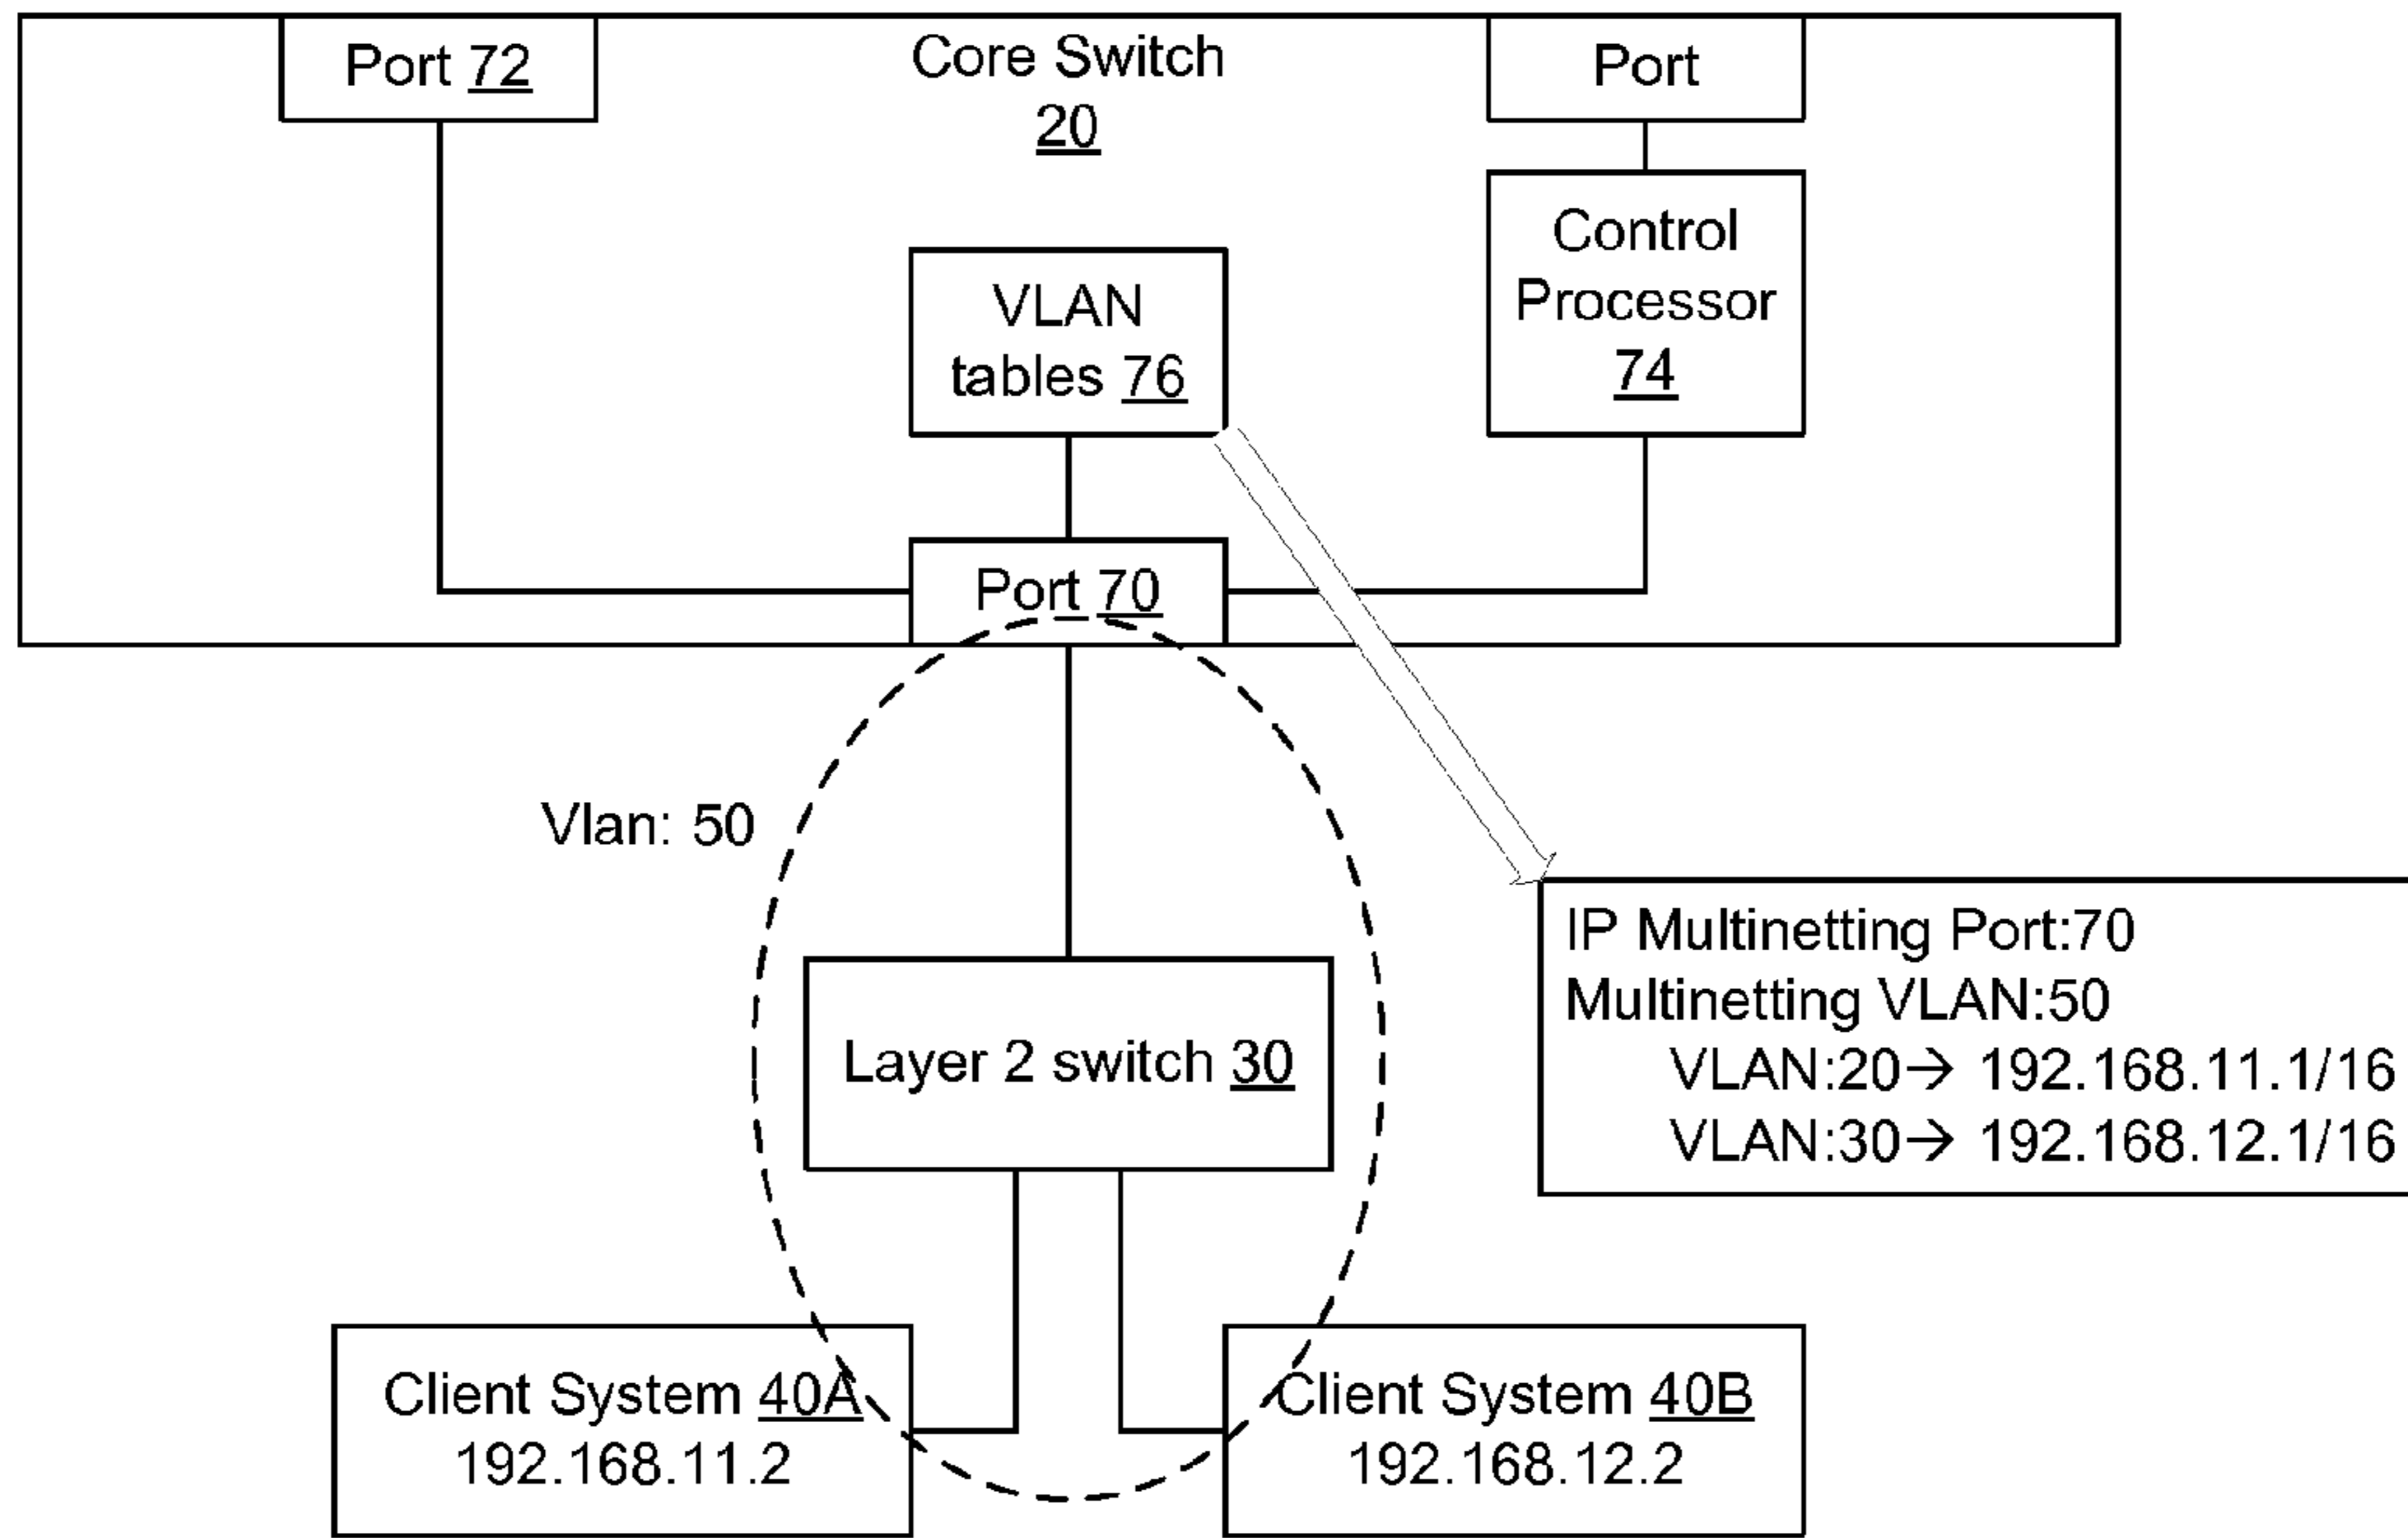 Port 72
Core Switch
20
Port
Control
Processor
74
VLAN
tables 76
Port 70
Vlan: 50
Layer 2 switch 30
IP Multinetting Port:70
Multinetting VLAN:50
VLAN:20→ 192.168.11.1/16
VLAN:30→ 192.168.12.1/16
Client System 40A
192.168.11.2
Client System 40B
192.168.12.2